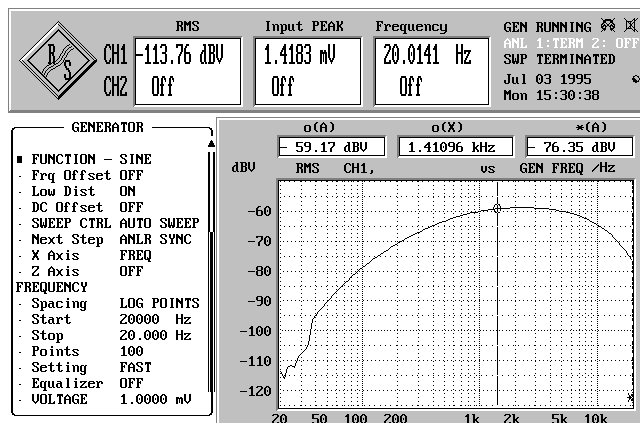 RMS Input PEAK Frequency
R S
CH1 -113.76 dBV 1.4183 mV 20.0141 Hz
CH2 Off Off Off
GEN RUNNING
ANL 1:TERM 2: OFF
SWP TERMINATED
Jul 03 1995
Mon 15:30:38
GENERATOR
FUNCTION – SINE
Frq Offset OFF
Low Dist ON
DC Offset OFF
SWEEP CTRL AUTO SWEEP
Next Step ANLR SYNC
X Axis FREQ
Z Axis OFF
FREQUENCY
Spacing LOG POINTS
Start 20000 Hz
Stop 20.000 Hz
Points 100
Setting FAST
Equalizer OFF
VOLTAGE 1.0000 mV
o(A) o(X) *(A)
- 59.17 dBV 1.41096 kHz - 76.35 dBV
dBV RMS CH1, vs GEN FREQ /Hz
-60
-70
-80
-90
-100
-110
-120
20 50 100 200 1k 2k 5k 10k